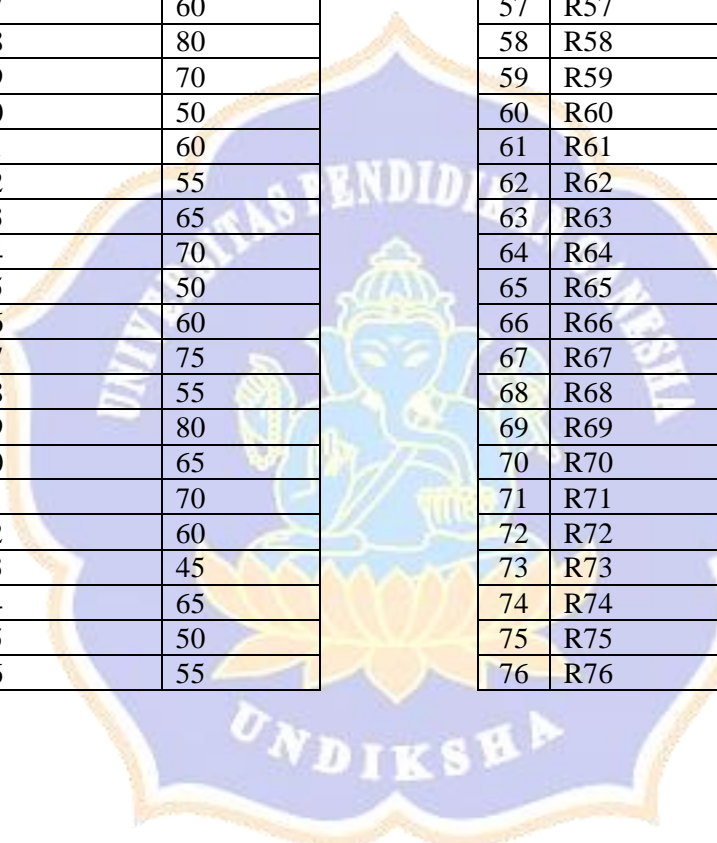 60 57 R57
80 58 R58
70 59 R59
50 60 R60
60 61 R61
55 62 R62
65 63 R63
70 64 R64
50 65 R65
60 66 R66
75 67 R67
55 68 R68
80 69 R69
65 70 R70
70 71 R71
60 72 R72
45 73 R73
65 74 R74
50 75 R75
55 76 R76
UNIVERSITAS PENDIDIKAN GANESHA
UNDIKSHA